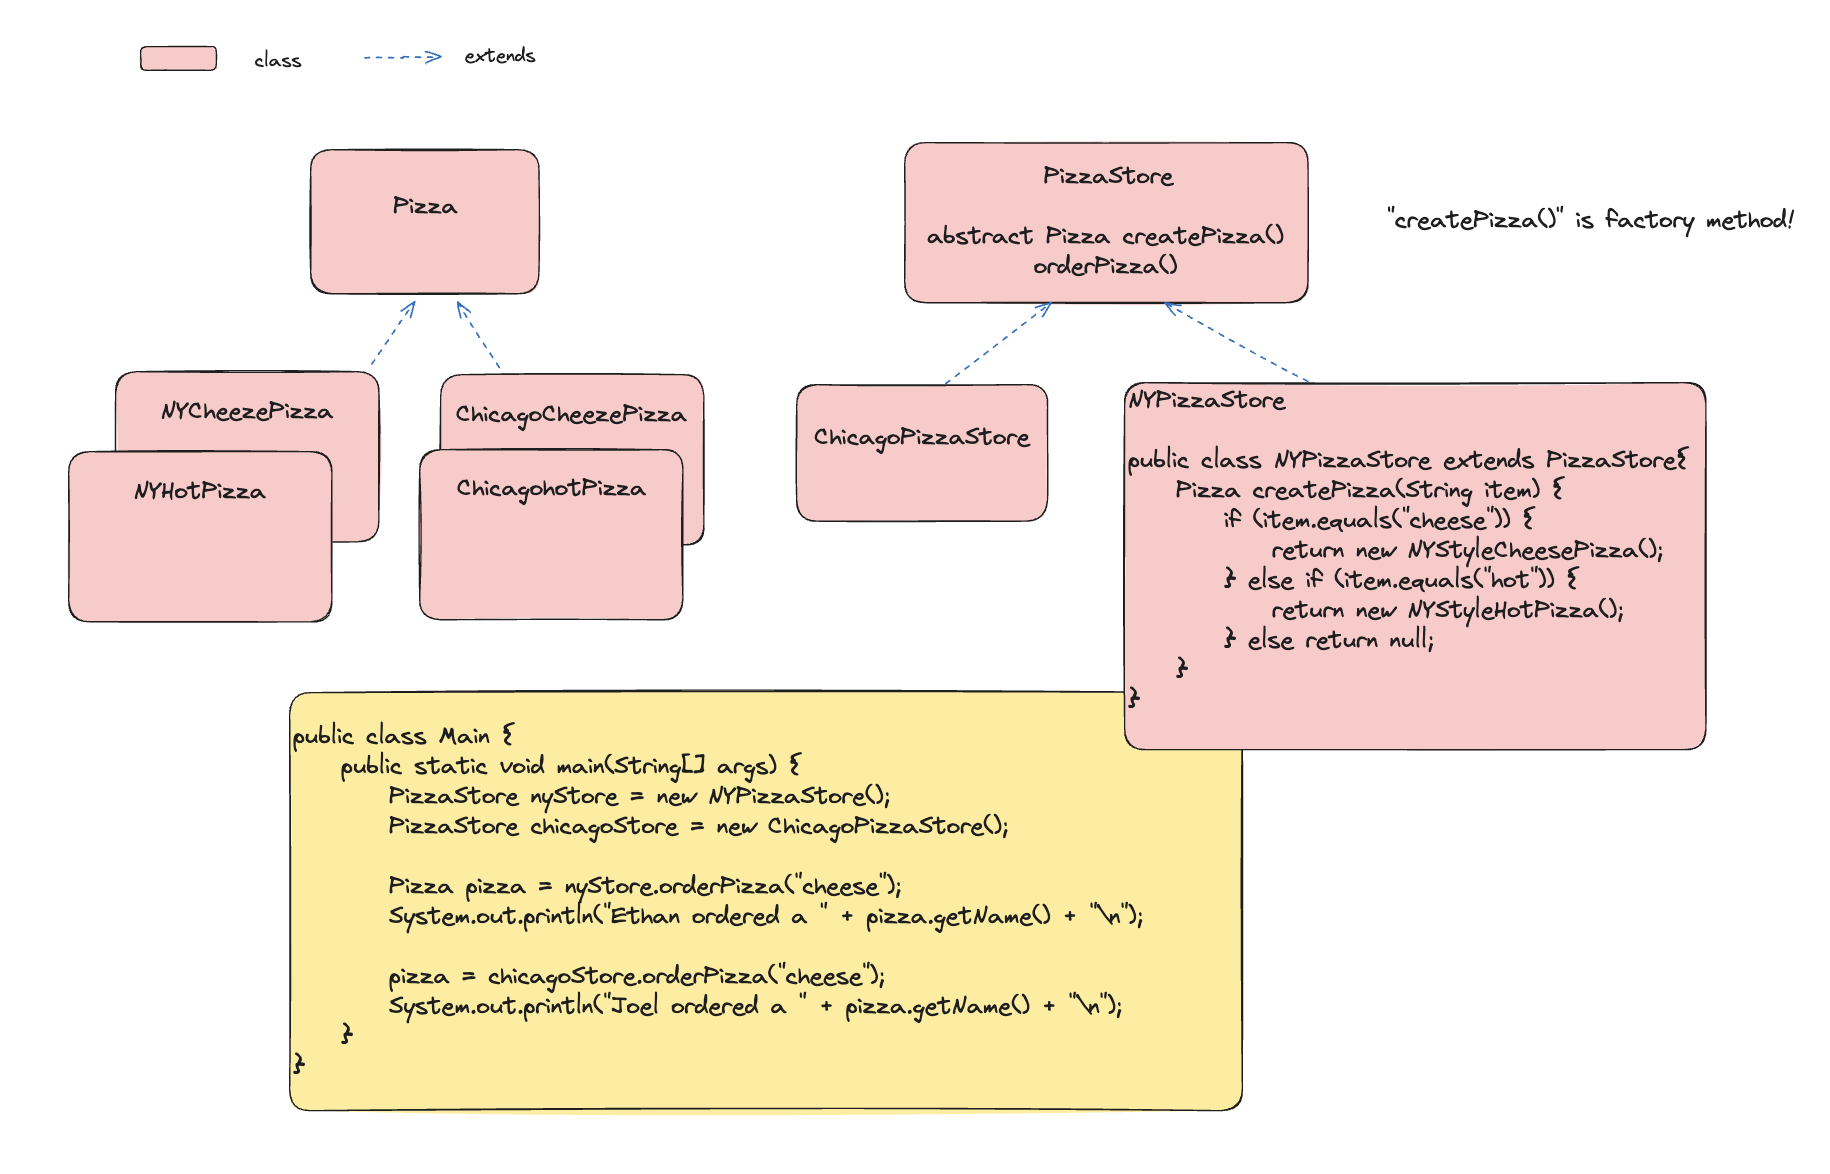 class
extends
Pizza
PizzaStore
abstract Pizza createPizza()
orderPizza()
"createPizza()" is factory method!
NYCheezePizza
NYHotPizza
ChicagoCheezePizza
ChicagohotPizza
ChicagoPizzaStore
NYPizzaStore
public class NYPizzaStore extends PizzaStore{
    Pizza createPizza(String item) {
        if (item.equals("cheese")) {
            return new NYStyleCheesePizza();
        } else if (item.equals("hot")) {
            return new NYStyleHotPizza();
        } else return null;
    }
}
public class Main {
    public static void main(String[] args) {
        PizzaStore nyStore = new NYPizzaStore();
        PizzaStore chicagoStore = new ChicagoPizzaStore();
        Pizza pizza = nyStore.orderPizza("cheese");
        System.out.println("Ethan ordered a " + pizza.getName() + "\n");
        pizza = chicagoStore.orderPizza("cheese");
        System.out.println("Joel ordered a " + pizza.getName() + "\n");
    }
}